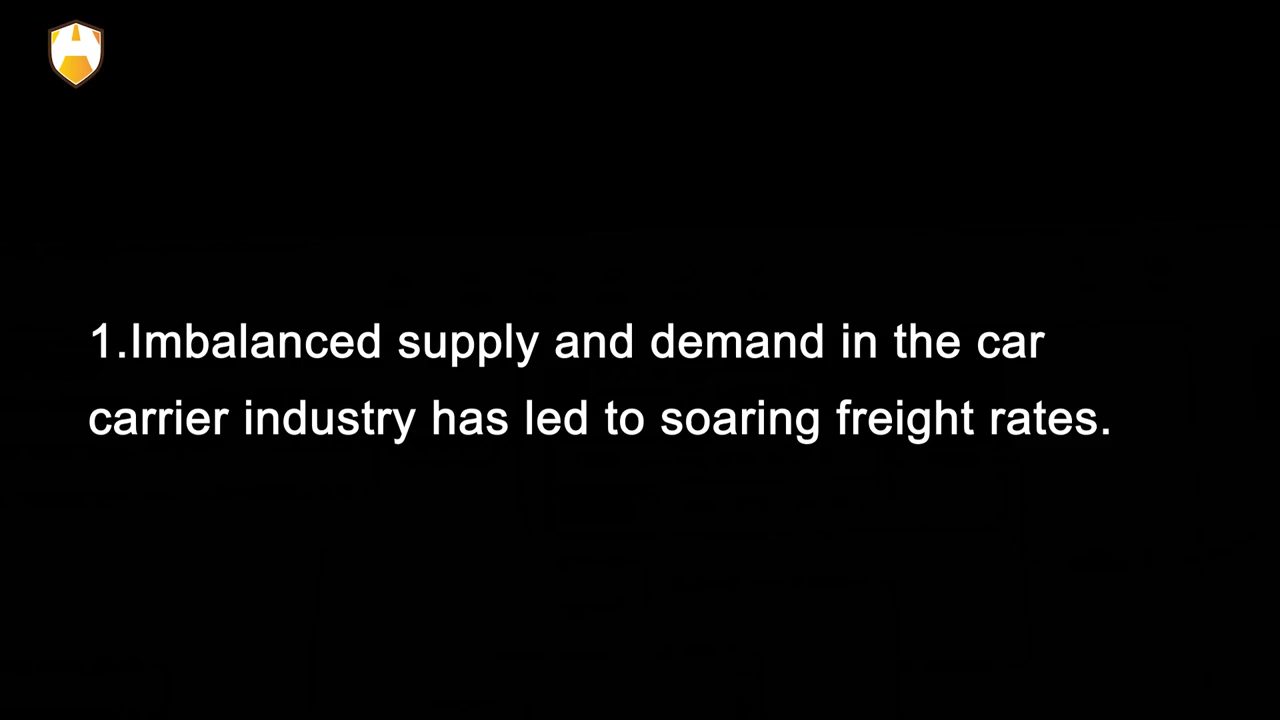 1.Imbalanced supply and demand in the car
carrier industry has led to soaring freight rates.